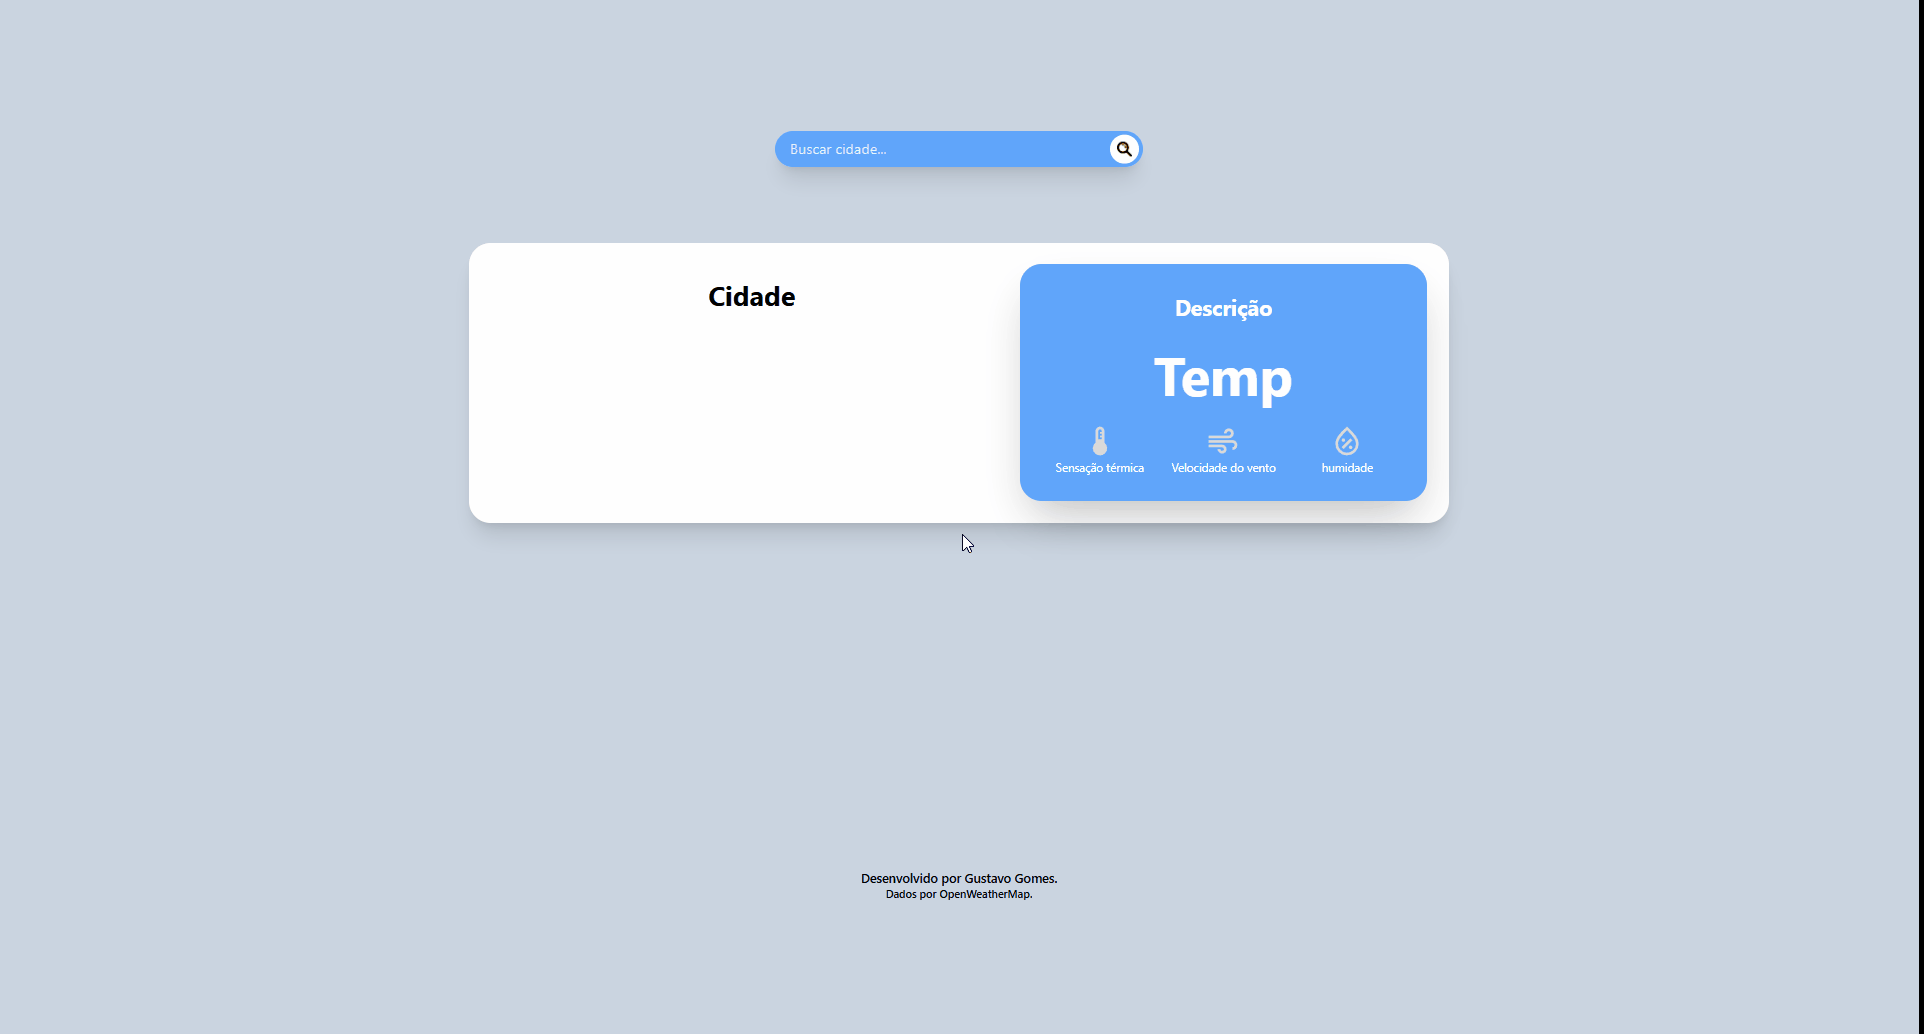 Buscar cidade...
Cidade
Descrição
Temp
Sensação térmica
Velocidade do vento
humidade
Desenvolvido por Gustavo Gomes.
Dados por OpenWeatherMap.